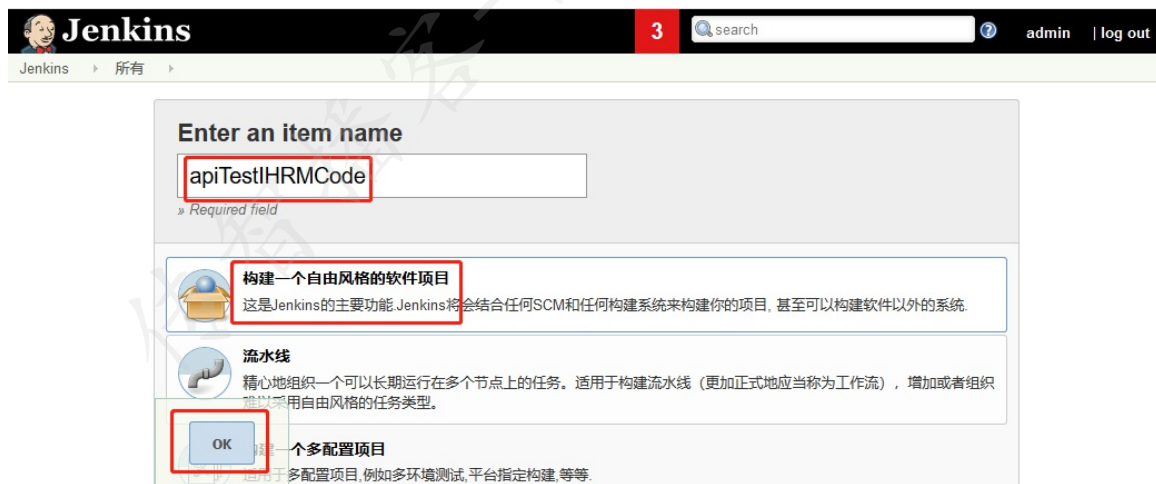 Jenkins
3
search
admin | log out
Jenkins 所有
Enter an item name
apiTestIHRMCode
» Required field
构建一个自由风格的软件项目
这是Jenkins的主要功能.Jenkins将会结合任何SCM和任何构建系统来构建你的项目, 甚至可以构建软件以外的系统.
流水线
精心地组织一个可以长期运行在多个节点上的任务。适用于构建流水线（更加正式地应当称为工作流），增加或者组织
难以采用自由风格的任务类型。
OK
构建一个多配置项目
适用于多配置项目,例如多环境测试,平台指定构建,等等.